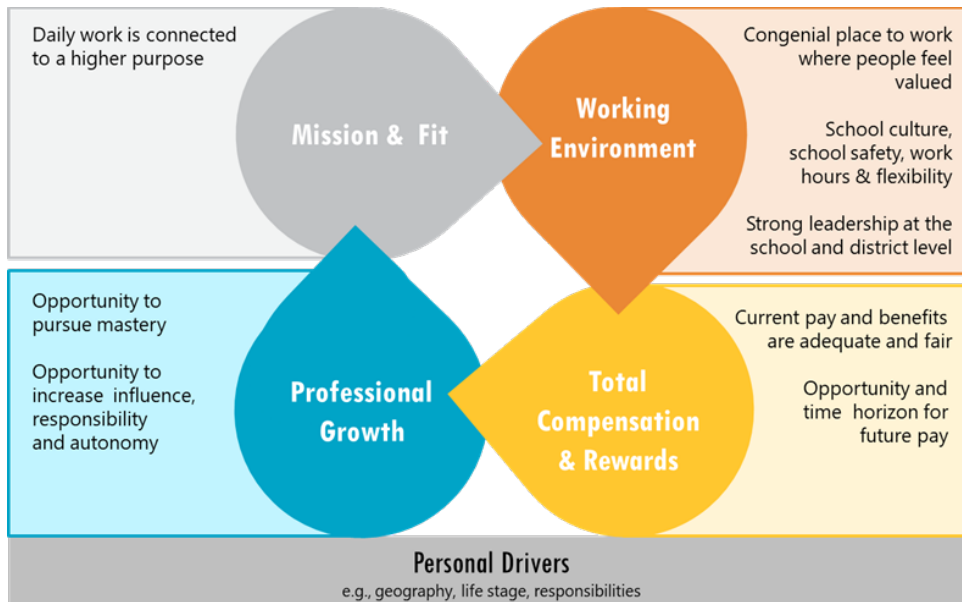 Daily work is connected
to a higher purpose
Mission & Fit
Working
Environment
Congenial place to work
where people feel
valued
School culture,
school safety, work
hours & flexibility
Strong leadership at the
school and district level
Opportunity to
pursue mastery
Opportunity to
increase influence,
responsibility
and autonomy
Professional
Growth
Total
Compensation
& Rewards
Current pay and benefits
are adequate and fair
Opportunity and
time horizon for
future pay
Personal Drivers
e.g., geography, life stage, responsibilities